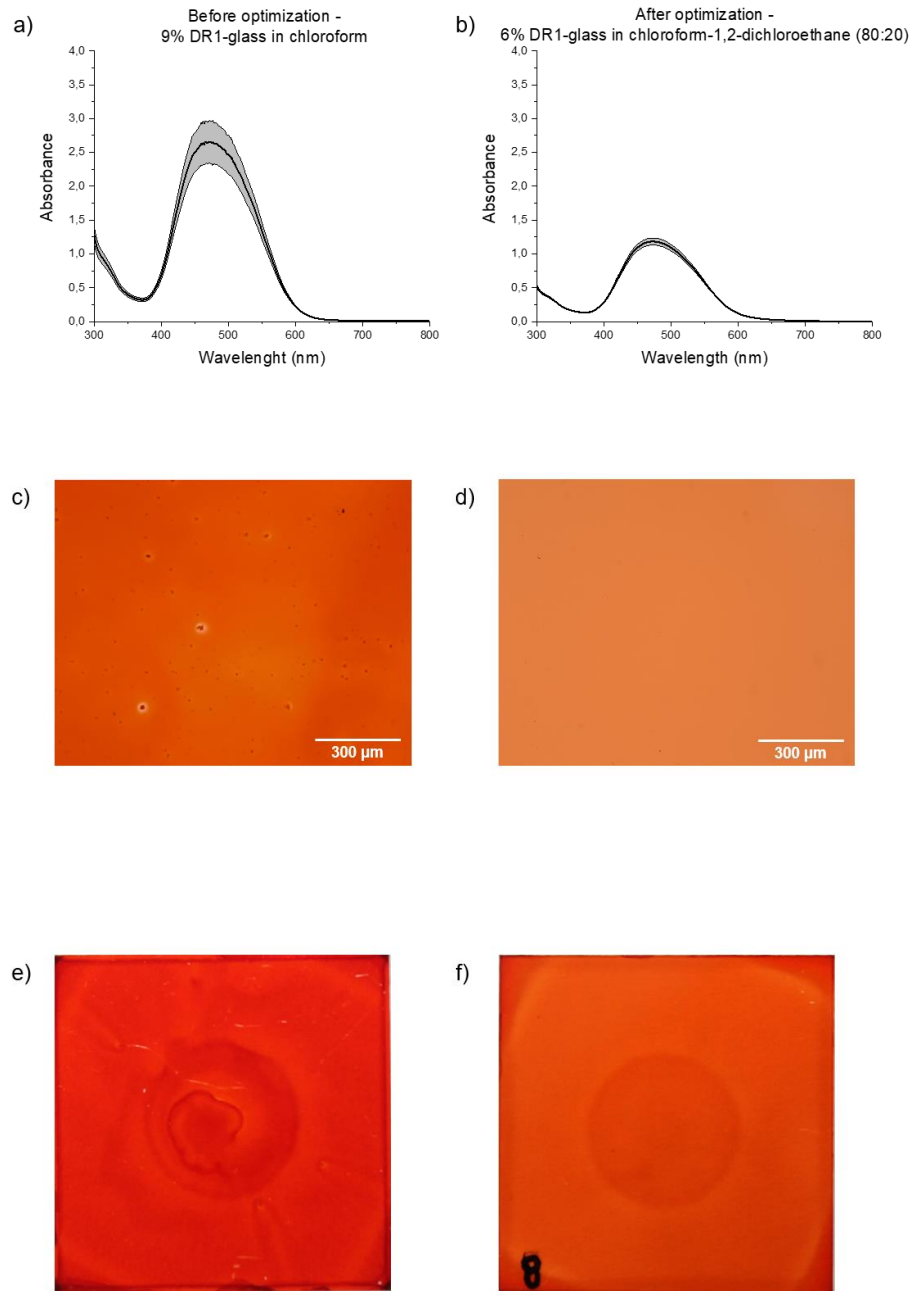 a)
Before optimization -
9% DR1-glass in chloroform
4,0
3,5
3,0
2,5
2,0
1,5
1,0
0,5
0,0
Absorbance
300 400 500 600 700 800
Wavelenght (nm)
b)
After optimization -
6% DR1-glass in chloroform-1,2-dichloroethane (80:20)
4,0
3,5
3,0
2,5
2,0
1,5
1,0
0,5
0,0
Absorbance
300 400 500 600 700 800
Wavelength (nm)
c)
300 µm
d)
300 µm
e)
f)
8